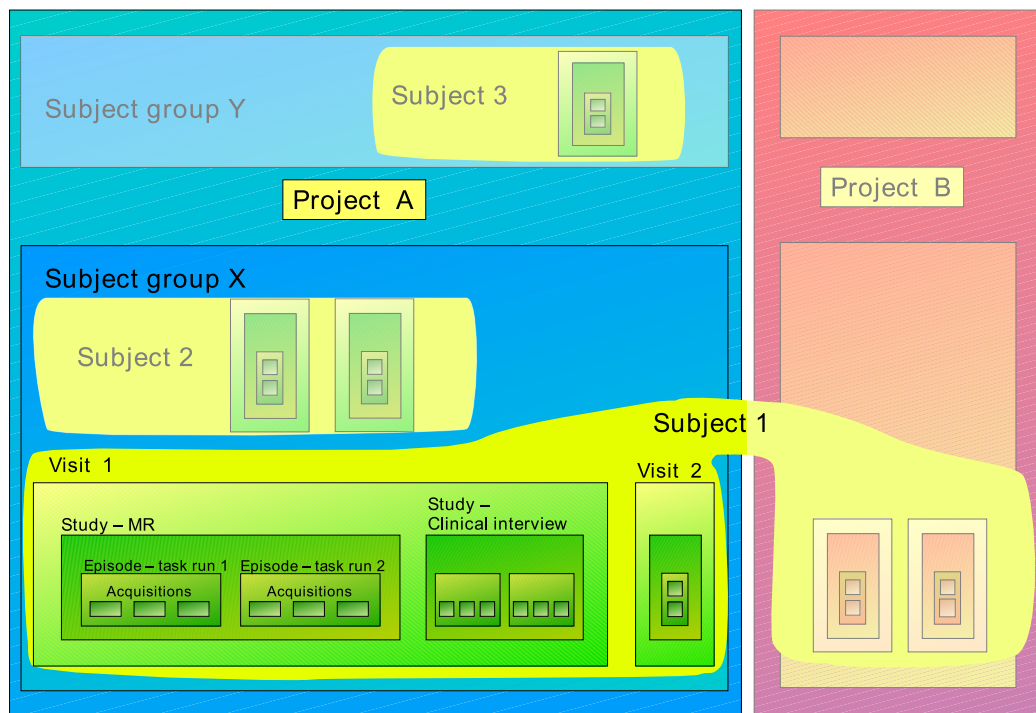 Subject group Y
Subject 3
Project A
Project B
Subject group X
Subject 2
Subject 1
Visit 1
Visit 2
Study – MR
Study –
Clinical interview
Episode – task run 1
Episode – task run 2
Acquisitions
Acquisitions